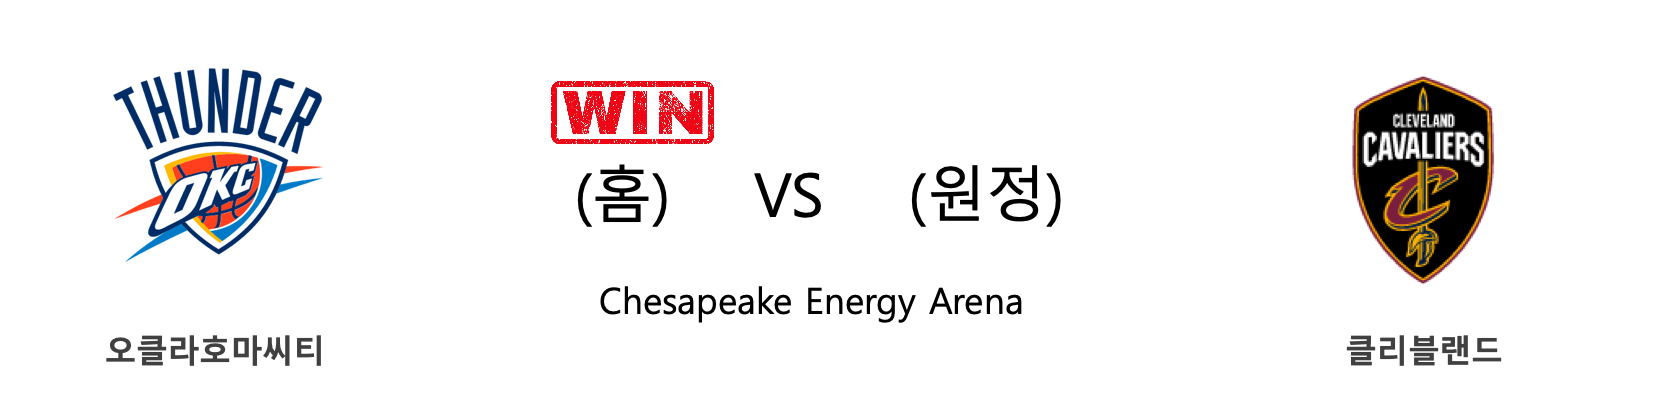 THUNDER
OKC
오클라호마씨티
WIN
(홈) VS (원정)
Chesapeake Energy Arena
CLEVELAND
CAVALIERS
C
클리블랜드